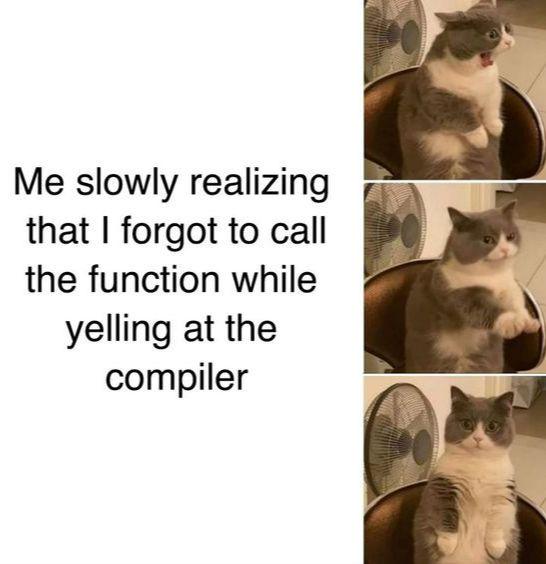 Me slowly realizing
that I forgot to call
the function while
yelling at the
compiler